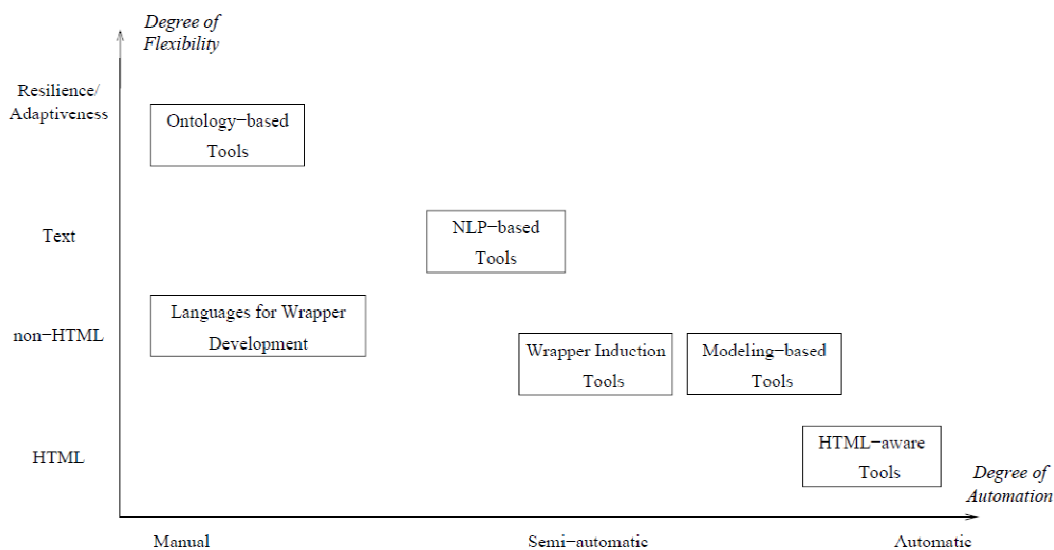 Degree of
Flexibility
Resilience/
Adaptiveness
Ontology-based
Tools
Text
NLP-based
Tools
non-HTML
Languages for Wrapper
Development
Wrapper Induction
Tools
Modeling-based
Tools
HTML
HTML-aware
Tools
Degree of
Automation
Manual
Semi-automatic
Automatic